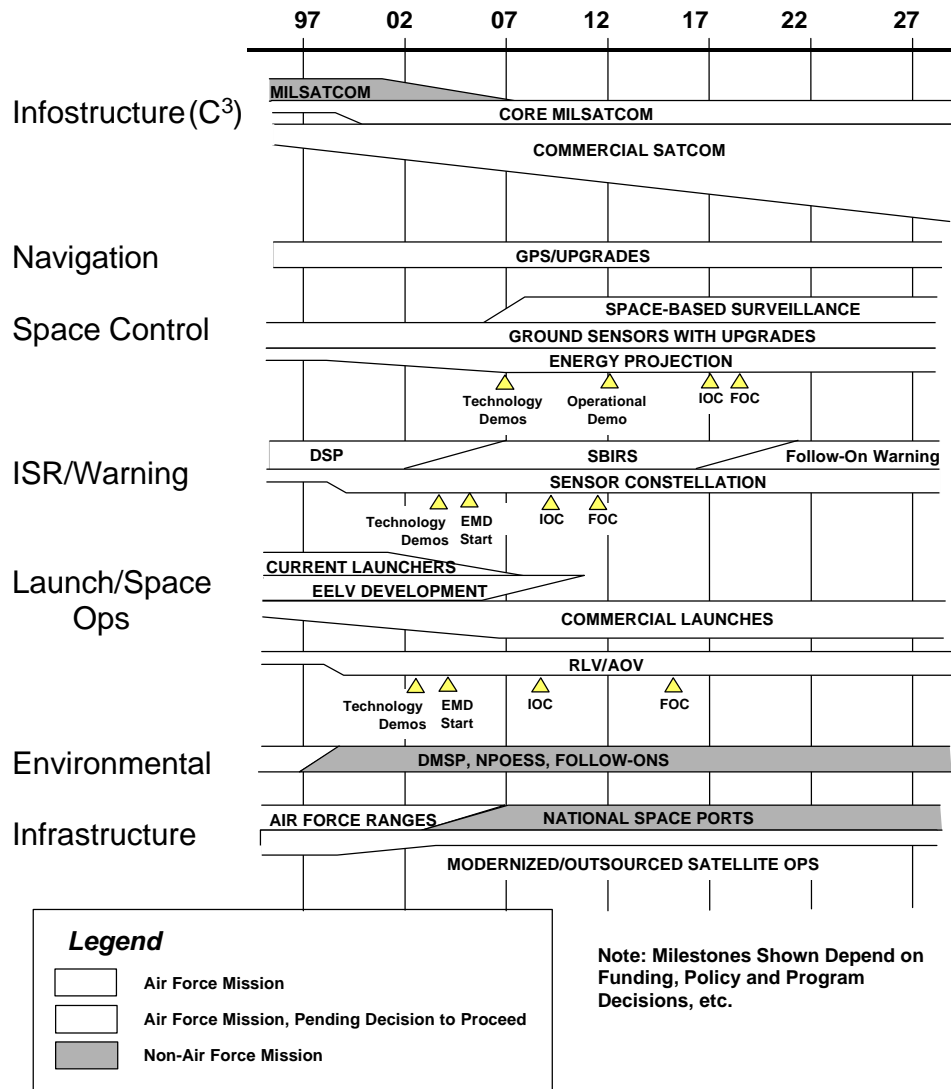 97 02 07 12 17 22 27
MILSATCOM
Infostructure (C³)
CORE MILSATCOM
COMMERCIAL SATCOM
Navigation
GPS/UPGRADES
SPACE-BASED SURVEILLANCE
Space Control
GROUND SENSORS WITH UPGRADES
ENERGY PROJECTION
Technology
Demos
Operational
Demo
IOC FOC
DSP SBIRS Follow-On Warning
ISR/Warning
SENSOR CONSTELLATION
Technology
Demos
EMD
Start
IOC FOC
CURRENT LAUNCHERS
Launch/Space
Ops
EELV DEVELOPMENT
COMMERCIAL LAUNCHES
RLV/AOV
Technology
Demos
EMD
Start
IOC FOC
Environmental
DMSP, NPOESS, FOLLOW-ONS
AIR FORCE RANGES NATIONAL SPACE PORTS
Infrastructure
MODERNIZED/OUTSOURCED SATELLITE OPS
Legend
Air Force Mission
Air Force Mission, Pending Decision to Proceed
Non-Air Force Mission
Note: Milestones Shown Depend on
Funding, Policy and Program
Decisions, etc.